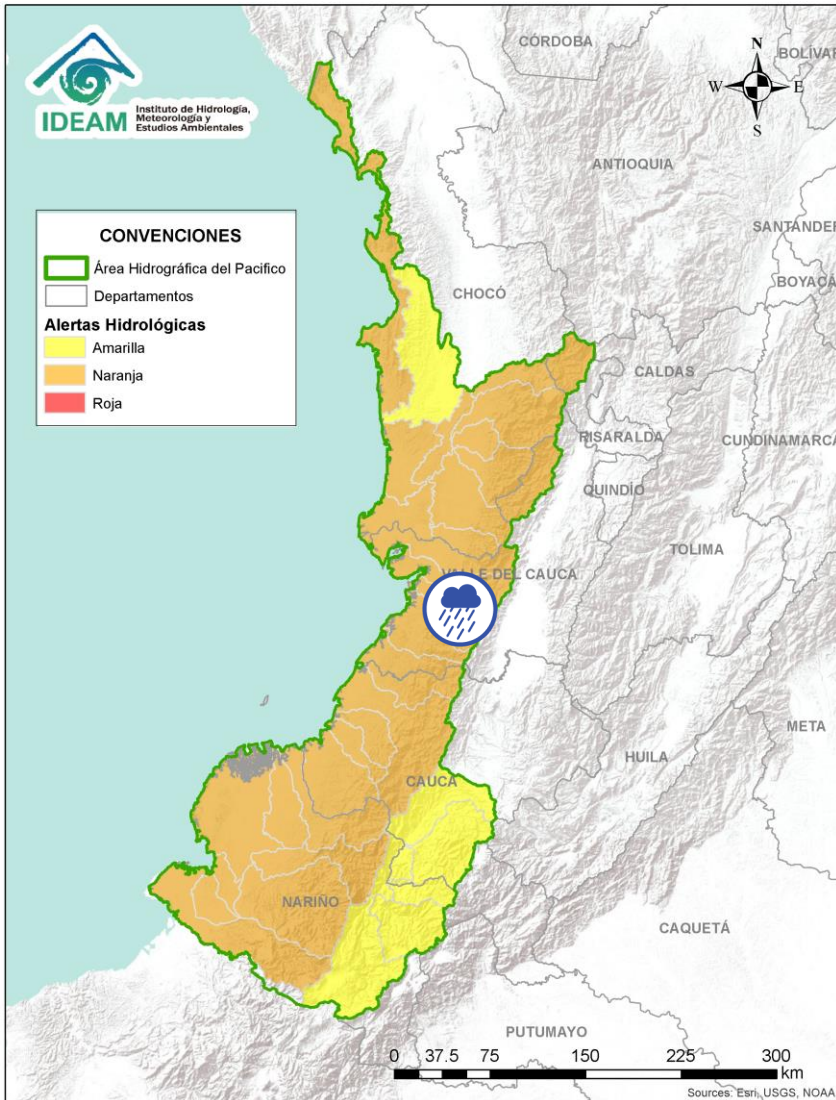 IDEAM
Instituto de Hidrología,
Meteorología y
Estudios Ambientales
CÓRDOBA
BOLÍVAR
N
W
E
S
ANTIOQUIA
SANTANDER
BOYACÁ
CHOCÓ
CONVENCIONES
Área Hidrográfica del Pacifico
Departamentos
Alertas Hidrológicas
Amarilla
Naranja
Roja
CALDAS
RISARALDA
CUNDINAMARCA
QUINDÍO
TOLIMA
VALLE DEL CAUCA
META
HUILA
CAUCA
NARIÑO
CAQUETÁ
PUTUMAYO
0 37.5 75 150 225 300
km
Sources: Esri, USGS, NOAA